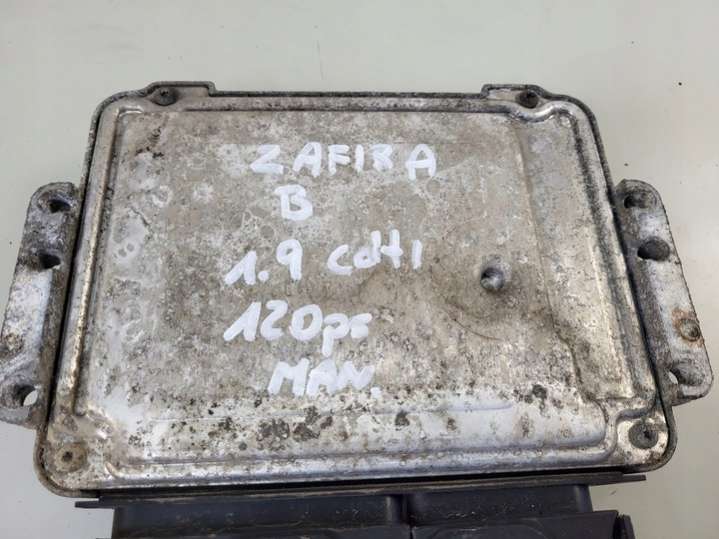 ZAFIRA
B
1.9 cdti
120ps
MAN.